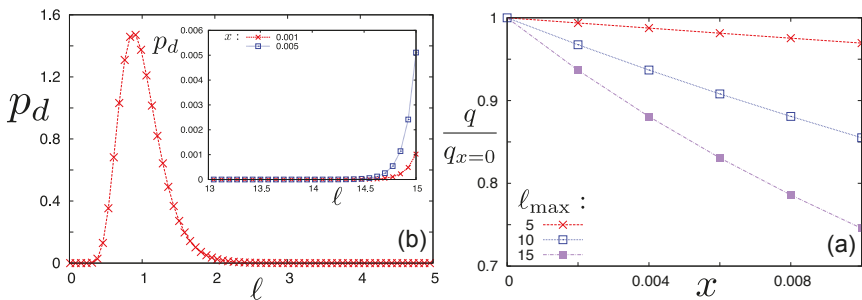 1.6
1.2
0.8
0.4
0
p_d
0 1 2 3 4 5
ℓ
(b)
p_d
x : 0.001
0.005
0.006
0.005
0.004
0.003
0.002
0.001
0
13 13.5 14 14.5 15
ℓ
1
0.9
0.8
0.7
q
q_{x=0}
ℓ_max :
5
10
15
0 0.004 0.008
x
(a)